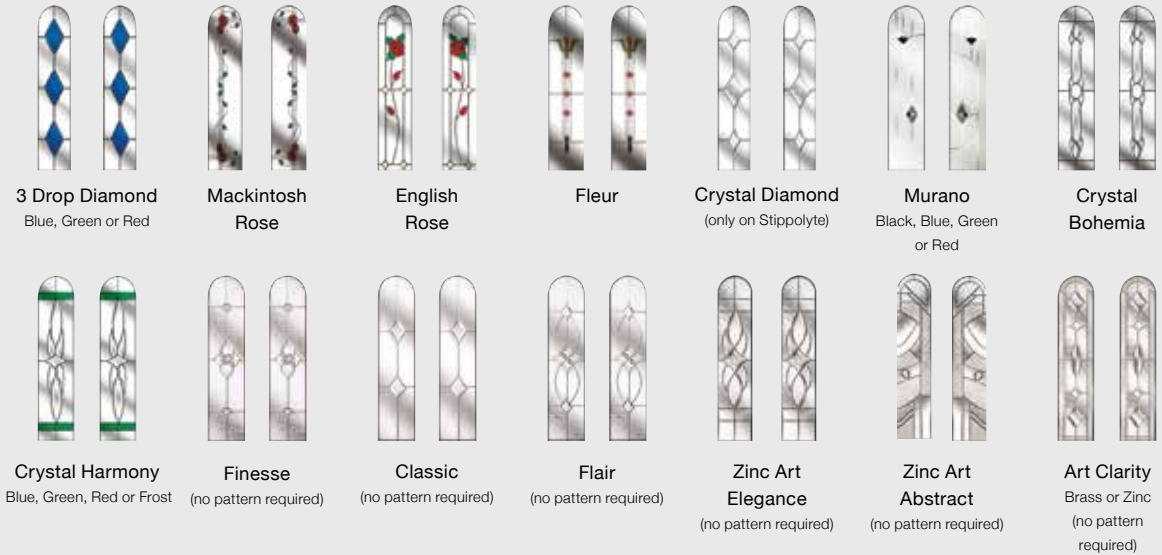 3 Drop Diamond
Blue, Green or Red
Mackintosh
Rose
English
Rose
Fleur
Crystal Diamond
(only on Stippolyte)
Murano
Black, Blue, Green
or Red
Crystal
Bohemia
Crystal Harmony
Blue, Green, Red or Frost
Finesse
(no pattern required)
Classic
(no pattern required)
Flair
(no pattern required)
Zinc Art
Elegance
(no pattern required)
Zinc Art
Abstract
(no pattern required)
Art Clarity
Brass or Zinc
(no pattern
required)